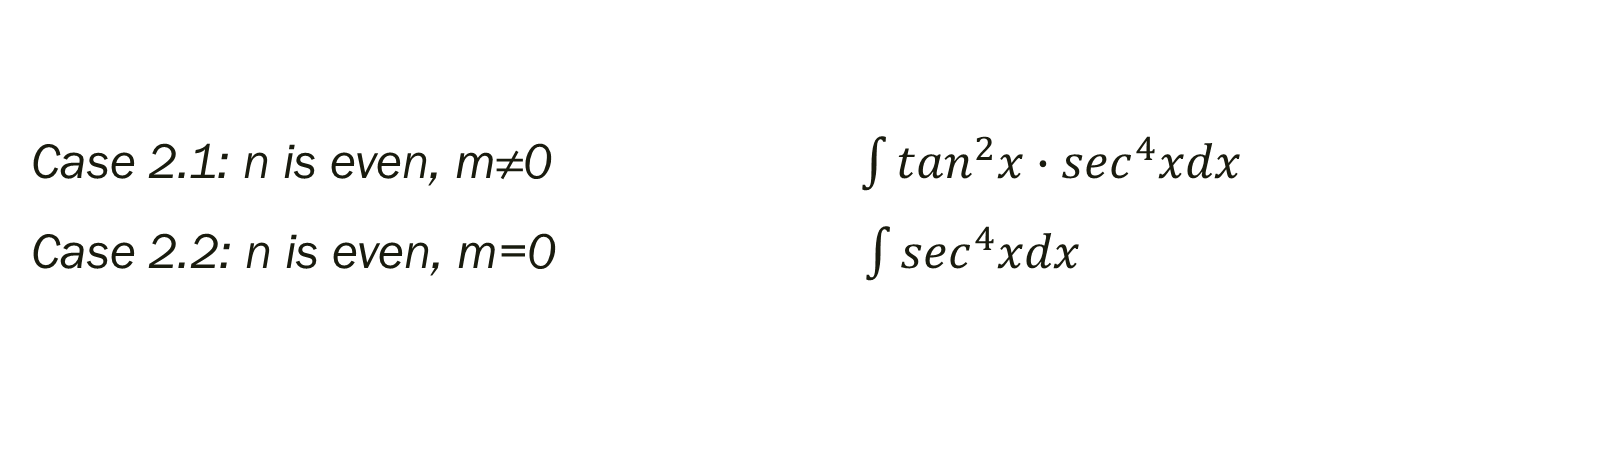 Case 2.1: n is even, m≠0 ∫ tan²x · sec⁴xdx
Case 2.2: n is even, m=0 ∫ sec⁴xdx